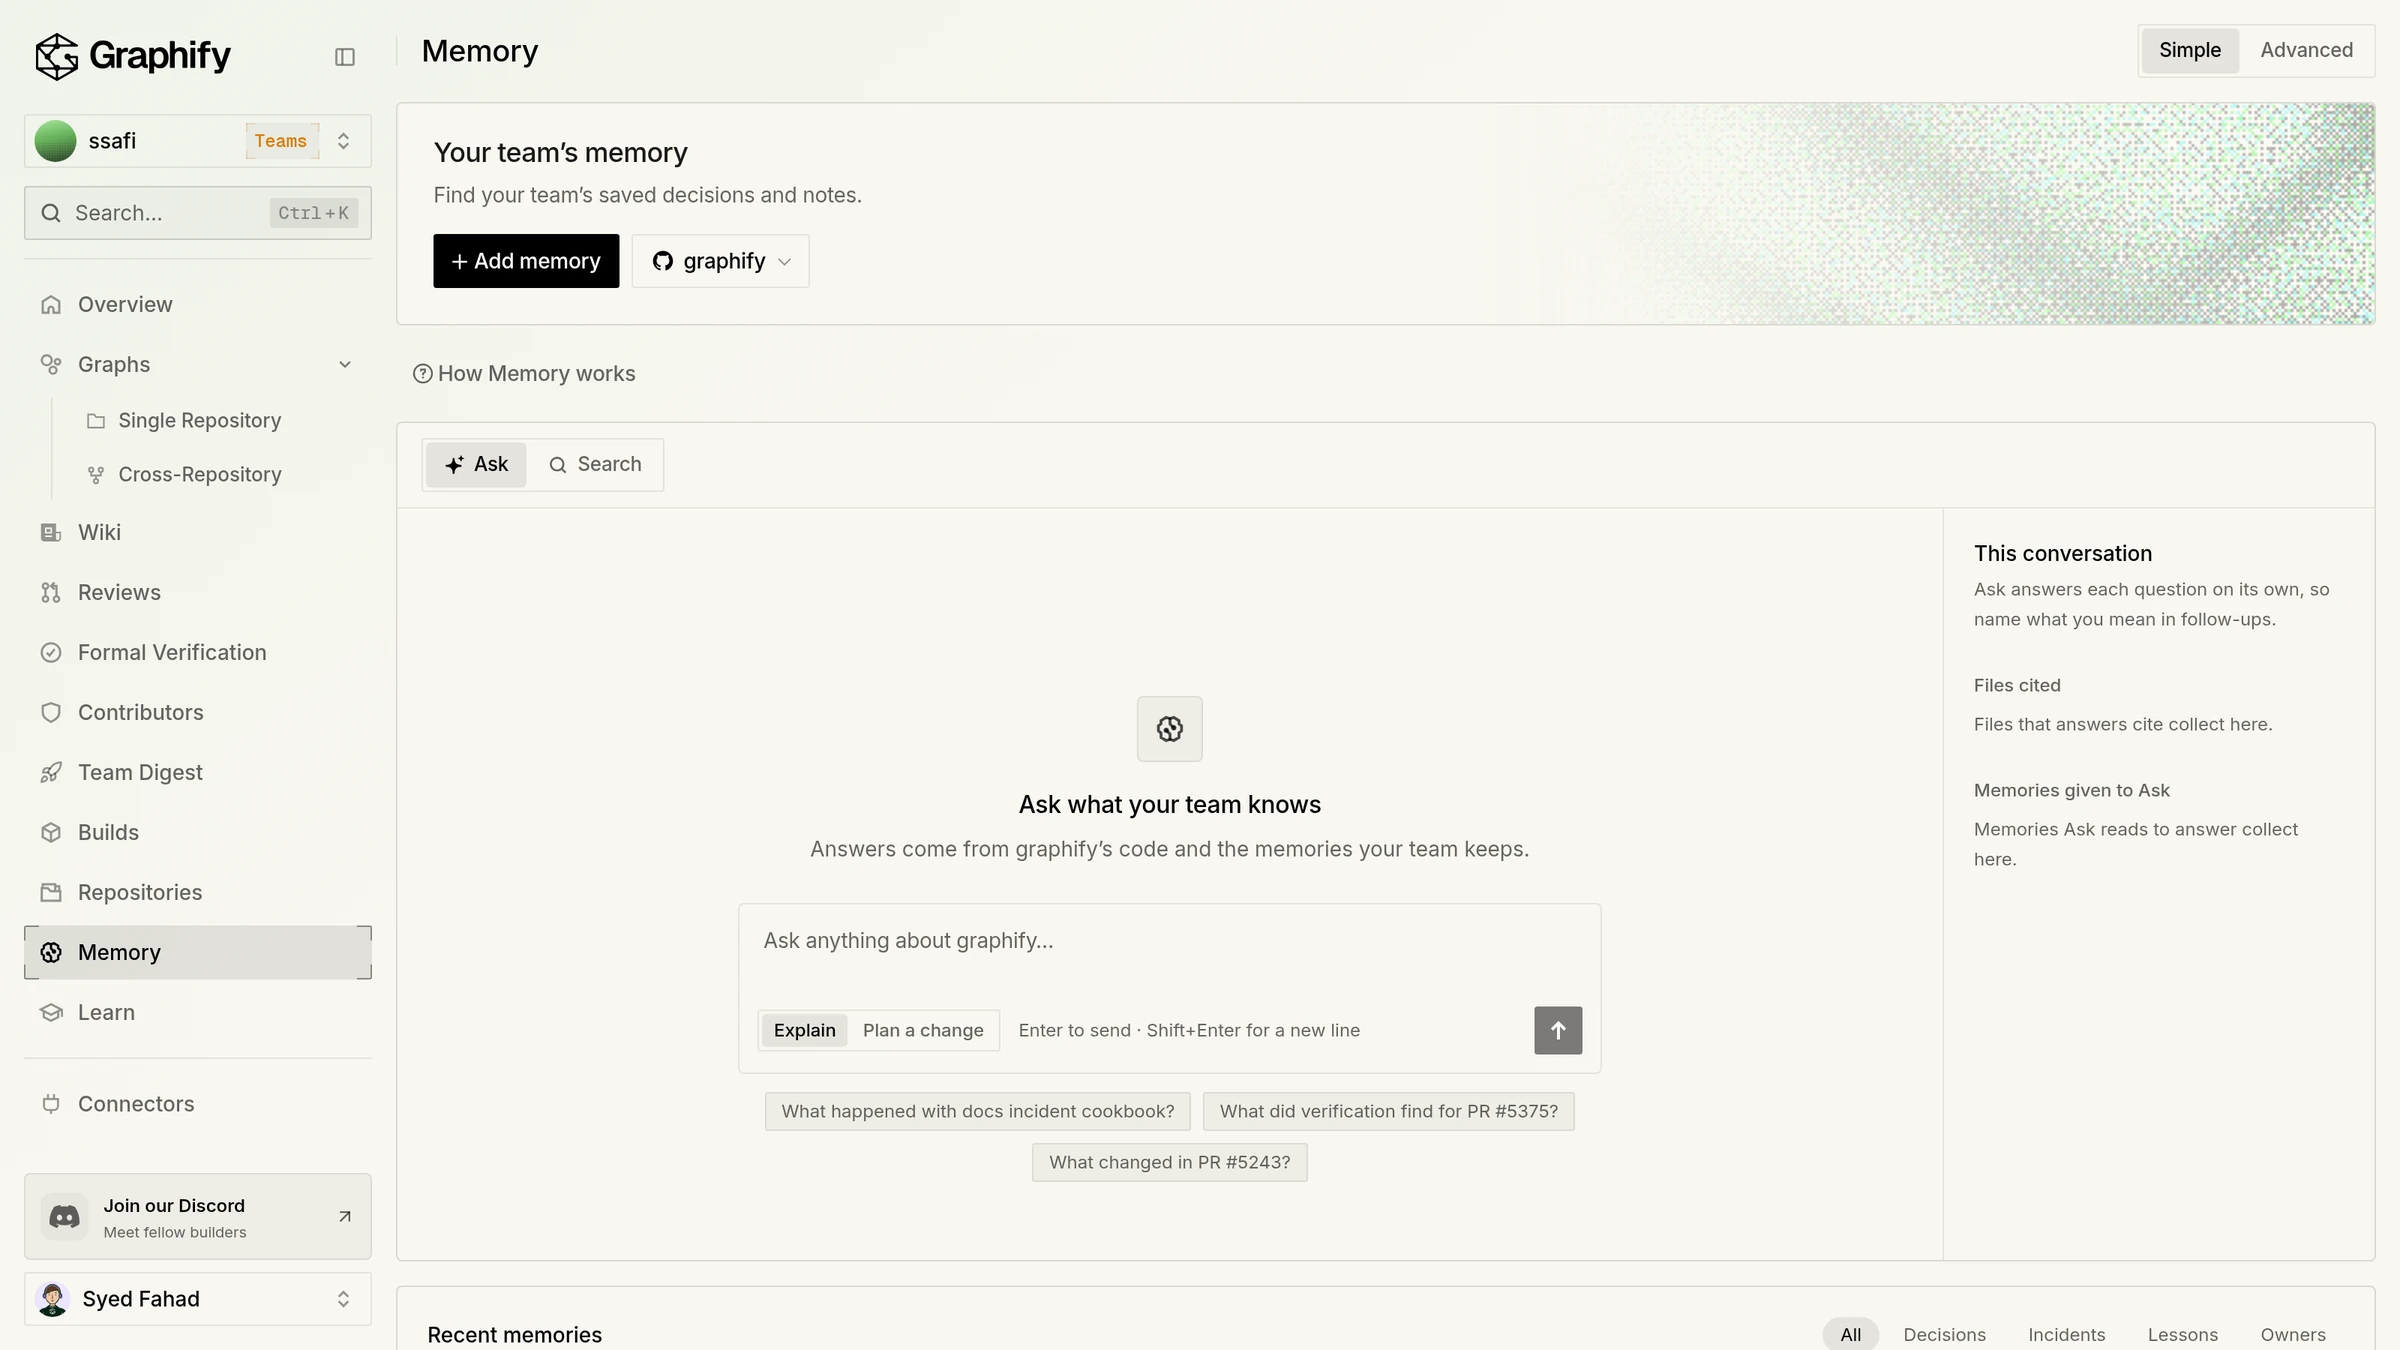 Graphify
ssafi
Teams
Search...
Ctrl+K
Overview
Graphs
Single Repository
Cross-Repository
Wiki
Reviews
Formal Verification
Contributors
Team Digest
Builds
Repositories
Memory
Learn
Connectors
Join our Discord
Meet fellow builders
Syed Fahad
Memory
Simple
Advanced
Your team’s memory
Find your team’s saved decisions and notes.
+ Add memory
graphify
How Memory works
Ask
Search
Ask what your team knows
Answers come from graphify’s code and the memories your team keeps.
Ask anything about graphify...
Explain
Plan a change
Enter to send · Shift+Enter for a new line
What happened with docs incident cookbook?
What did verification find for PR #5375?
What changed in PR #5243?
This conversation
Ask answers each question on its own, so
name what you mean in follow-ups.
Files cited
Files that answers cite collect here.
Memories given to Ask
Memories Ask reads to answer collect
here.
Recent memories
All
Decisions
Incidents
Lessons
Owners